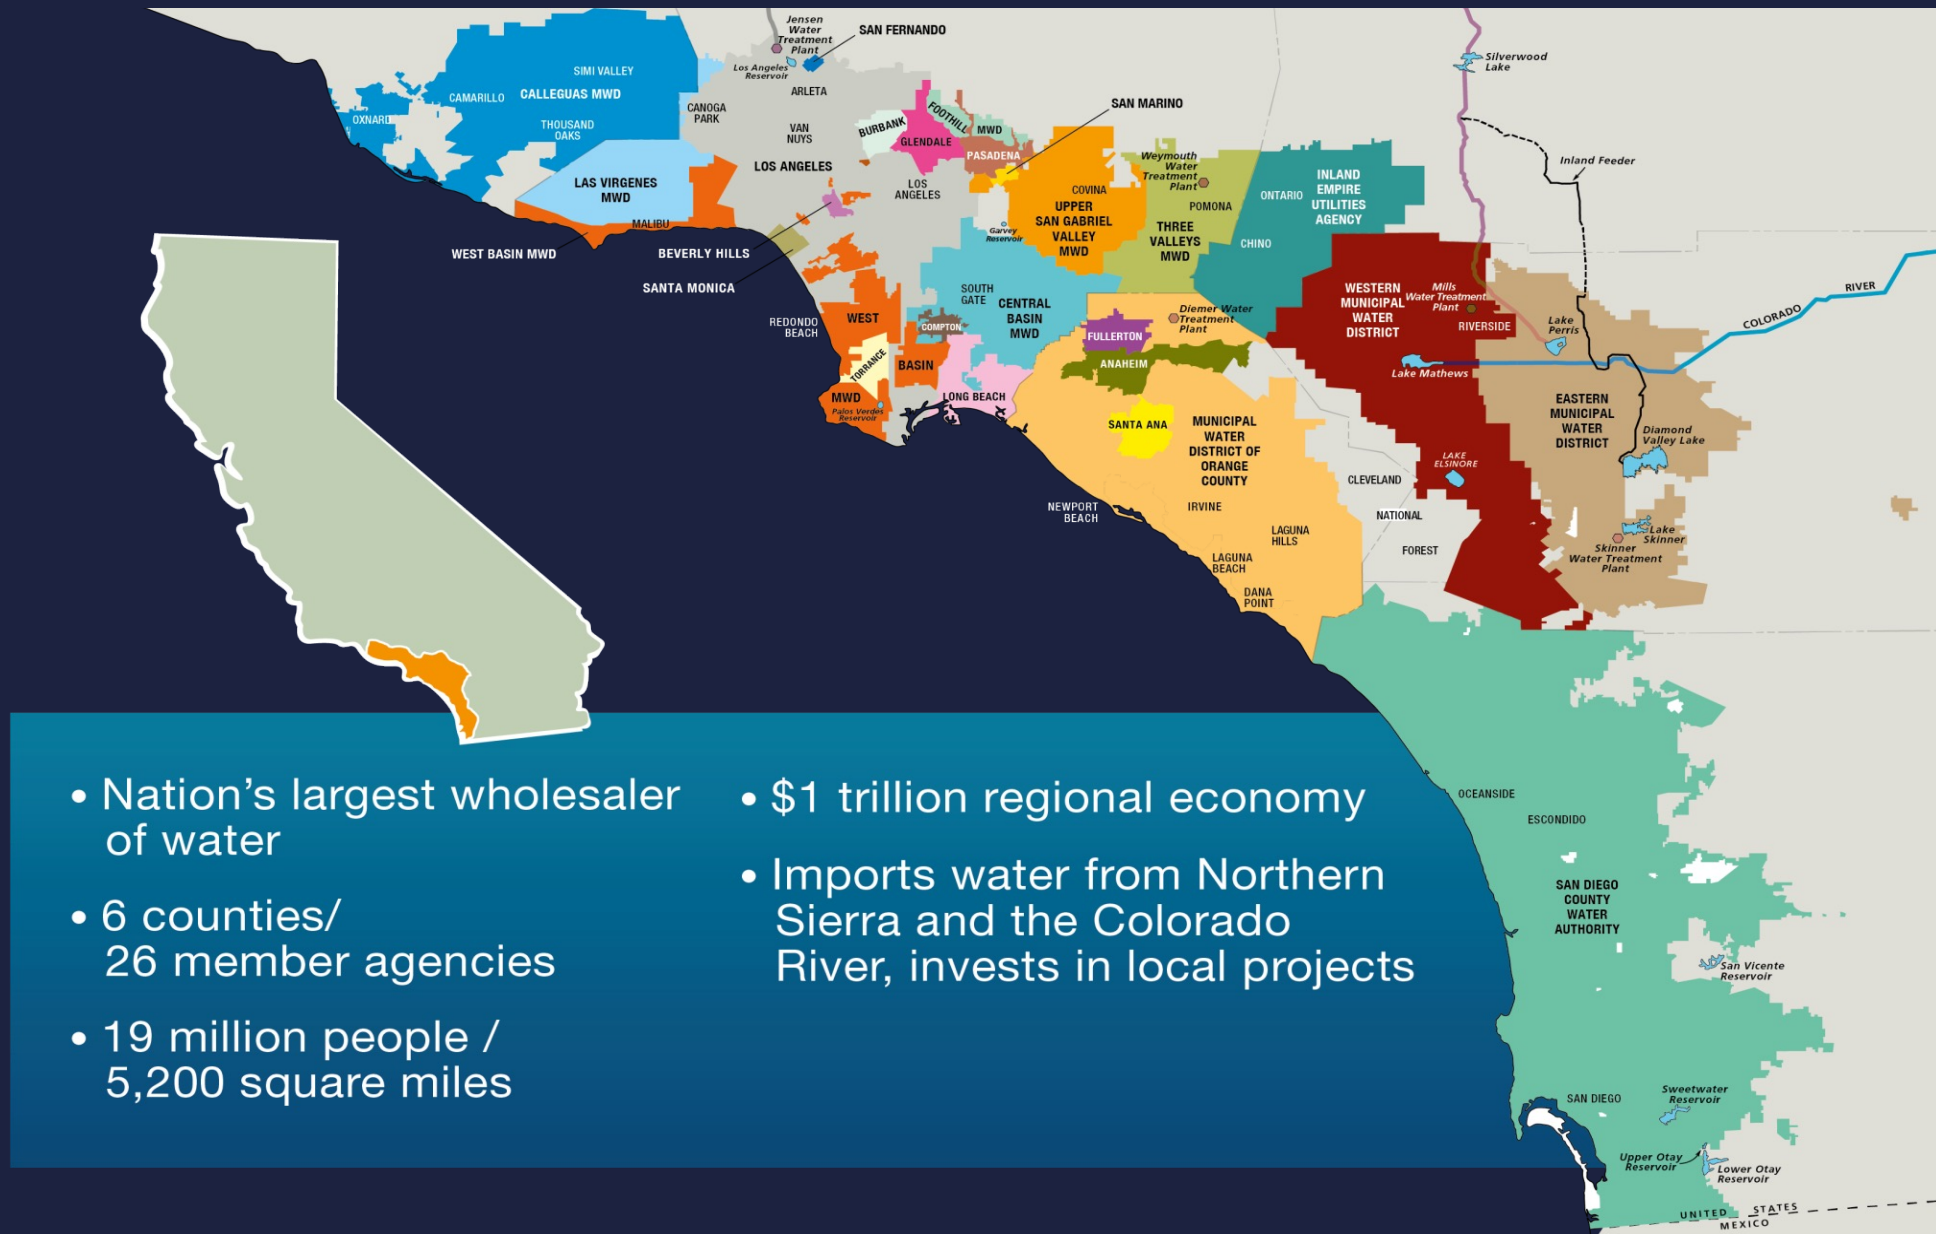 Jensen
Water
Treatment
Plant
SAN FERNANDO
Los Angeles
Reservoir
ARLETA
SIMI VALLEY
CAMARILLO
CALLEGUAS MWD
OXNARD
THOUSAND
OAKS
CANOGA
PARK
VAN
NUYS
BURBANK
GLENDALE
FOOTHILL
MWD
PASADENA
SAN MARINO
LOS ANGELES
LOS
ANGELES
LAS VIRGENES
MWD
MALIBU
WEST BASIN MWD
BEVERLY HILLS
SANTA MONICA
Silverwood
Lake
Inland Feeder
Weymouth
Water
Treatment
Plant
COVINA
UPPER
SAN GABRIEL
VALLEY
MWD
Garvey
Reservoir
POMONA
THREE
VALLEYS
MWD
ONTARIO
INLAND
EMPIRE
UTILITIES
AGENCY
CHINO
SOUTH
GATE
CENTRAL
BASIN
MWD
REDONDO
BEACH
WEST
COMPTON
TORRANCE
BASIN
MWD
Palos Verdes
Reservoir
LONG BEACH
FULLERTON
Diemer Water
Treatment
Plant
ANAHEIM
SANTA ANA
MUNICIPAL
WATER
DISTRICT OF
ORANGE
COUNTY
NEWPORT
BEACH
IRVINE
LAGUNA
HILLS
LAGUNA
BEACH
DANA
POINT
WESTERN
MUNICIPAL
WATER
DISTRICT
Mills
Water Treatment
Plant
RIVERSIDE
Lake
Perris
Lake Mathews
COLORADO
RIVER
EASTERN
MUNICIPAL
WATER
DISTRICT
Diamond
Valley Lake
LAKE
ELSINORE
CLEVELAND
NATIONAL
FOREST
Lake
Skinner
Skinner
Water Treatment
Plant
OCEANSIDE
ESCONDIDO
SAN DIEGO
COUNTY
WATER
AUTHORITY
San Vicente
Reservoir
SAN DIEGO
Sweetwater
Reservoir
Upper Otay
Reservoir
Lower Otay
Reservoir
UNITED STATES
MEXICO
• Nation’s largest wholesaler
of water
• 6 counties/
26 member agencies
• 19 million people /
5,200 square miles
• $1 trillion regional economy
• Imports water from Northern
Sierra and the Colorado
River, invests in local projects